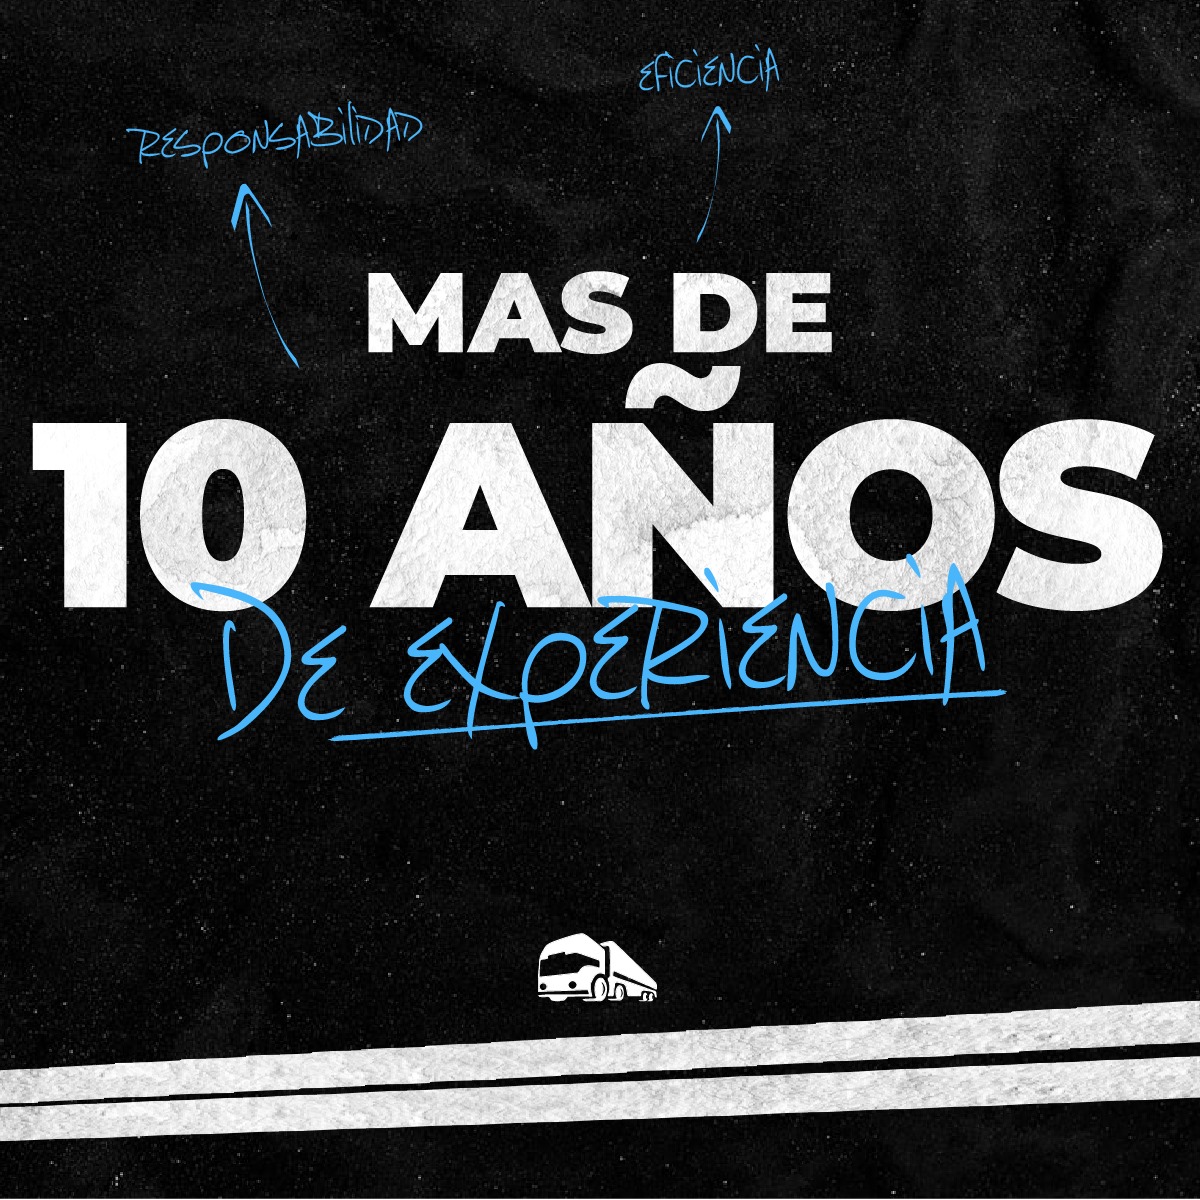 EFICIENCIA
RESPONSABILIDAD
MAS DE
10 AÑOS
DE EXPERIENCIA